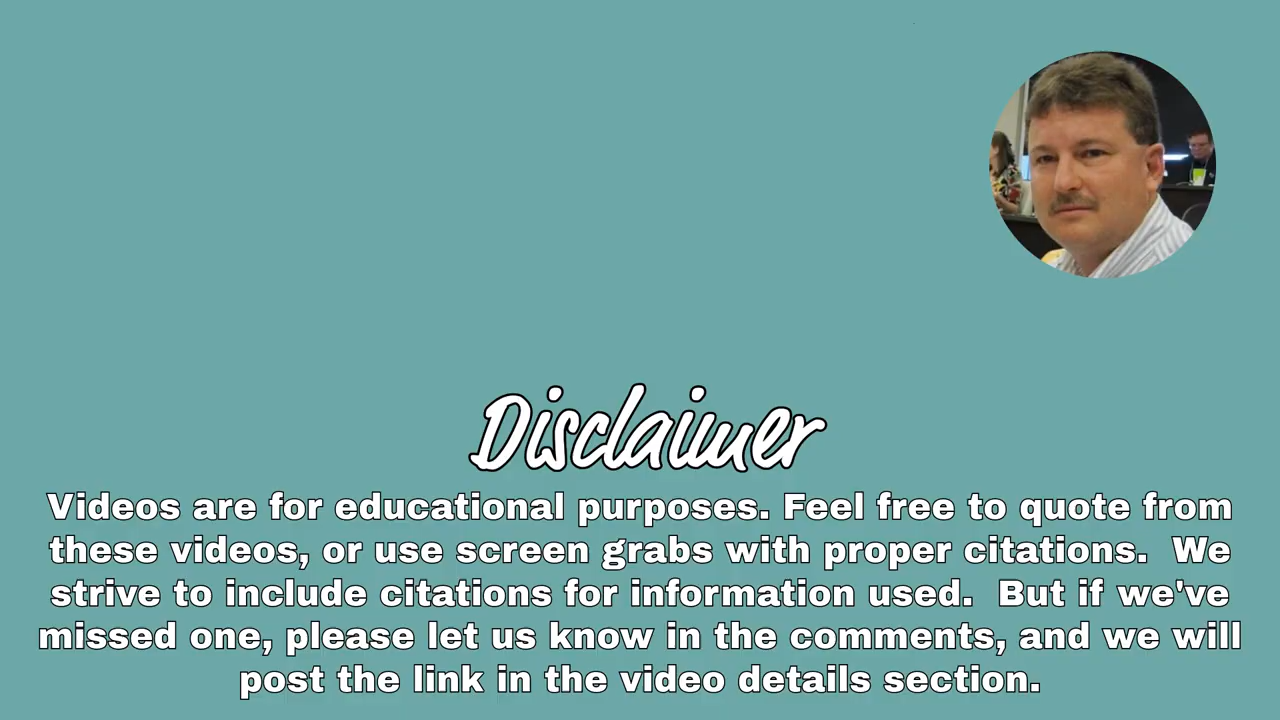 Disclaimer
Videos are for educational purposes. Feel free to quote from
these videos, or use screen grabs with proper citations.  We
strive to include citations for information used.  But if we've
missed one, please let us know in the comments, and we will
post the link in the video details section.